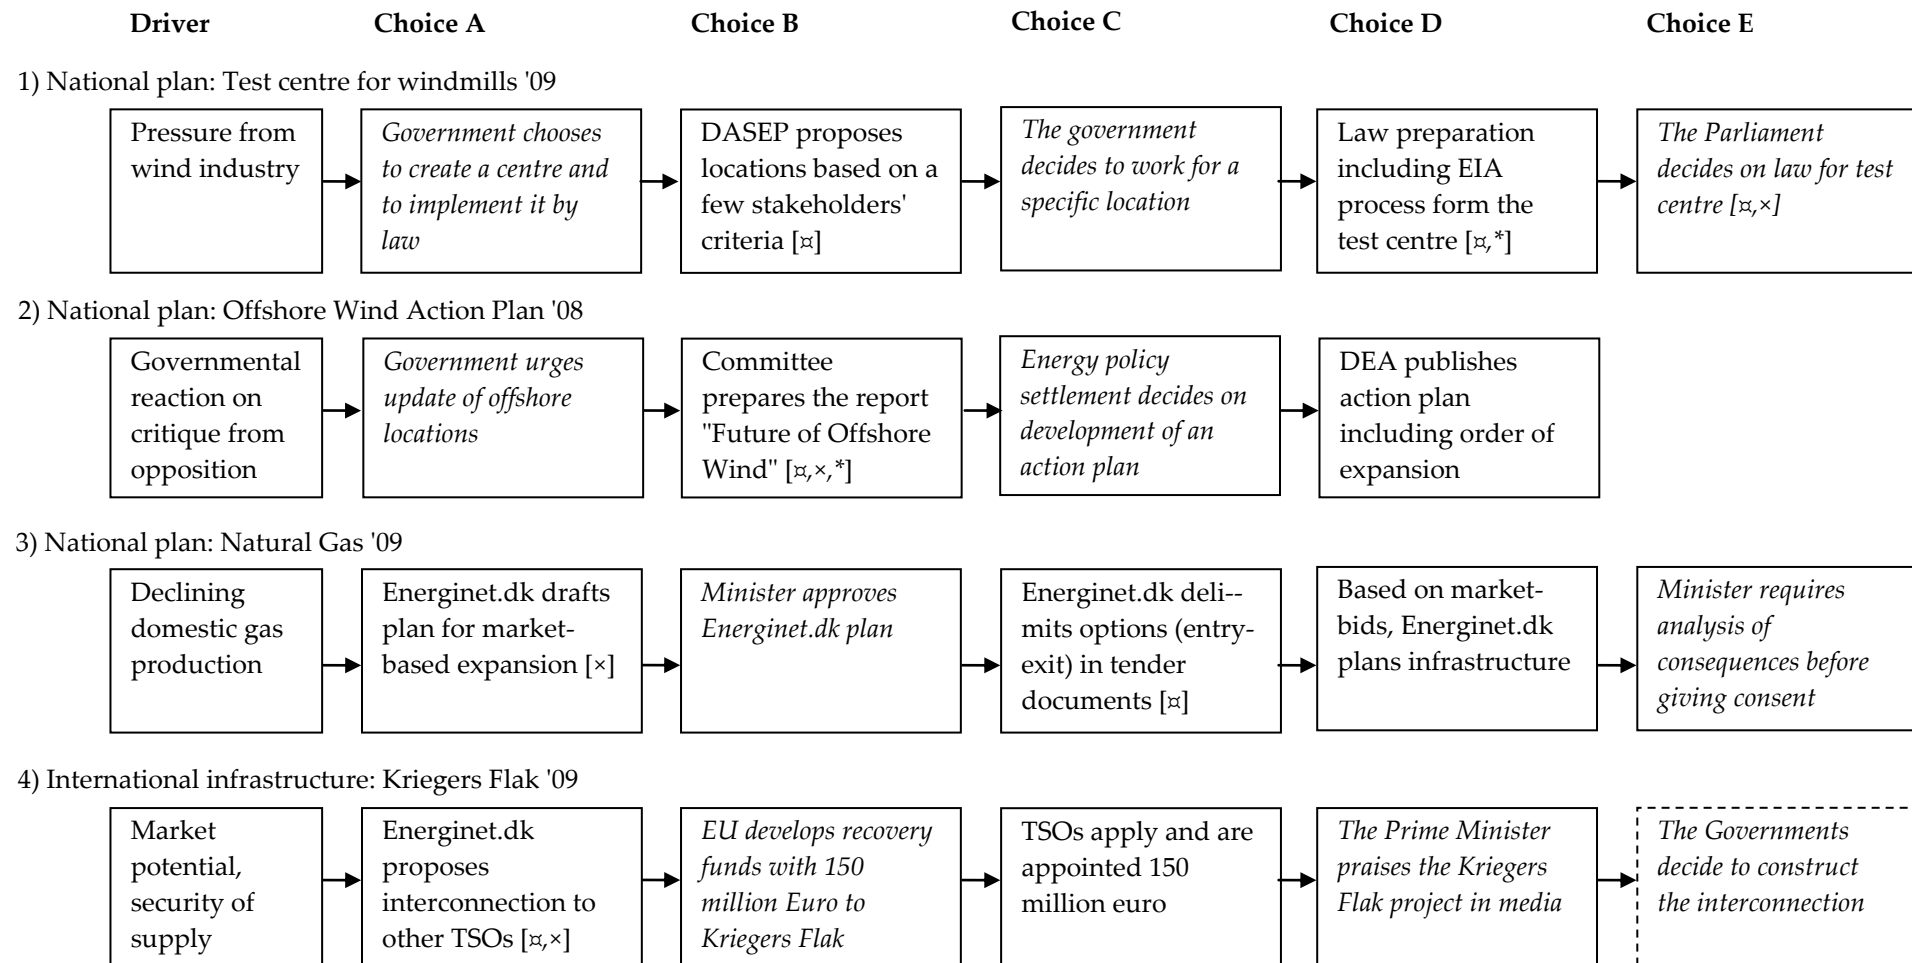 Driver Choice A Choice B Choice C Choice D Choice E
1) National plan: Test centre for windmills '09
Pressure from
wind industry
Government chooses
to create a centre and
to implement it by
law
DASEP proposes
locations based on a
few stakeholders'
criteria [¤]
The government
decides to work for a
specific location
Law preparation
including EIA
process form the
test centre [¤,*]
The Parliament
decides on law for test
centre [¤,×]
2) National plan: Offshore Wind Action Plan '08
Governmental
reaction on
critique from
opposition
Government urges
update of offshore
locations
Committee
prepares the report
"Future of Offshore
Wind" [¤,×,*]
Energy policy
settlement decides on
development of an
action plan
DEA publishes
action plan
including order of
expansion
3) National plan: Natural Gas '09
Declining
domestic gas
production
Energinet.dk drafts
plan for market-
based expansion [×]
Minister approves
Energinet.dk plan
Energinet.dk deli--
mits options (entry-
exit) in tender
documents [¤]
Based on market-
bids, Energinet.dk
plans infrastructure
Minister requires
analysis of
consequences before
giving consent
4) International infrastructure: Kriegers Flak '09
Market
potential,
security of
supply
Energinet.dk
proposes
interconnection to
other TSOs [¤,×]
EU develops recovery
funds with 150
million Euro to
Kriegers Flak
TSOs apply and are
appointed 150
million euro
The Prime Minister
praises the Kriegers
Flak project in media
The Governments
decide to construct
the interconnection